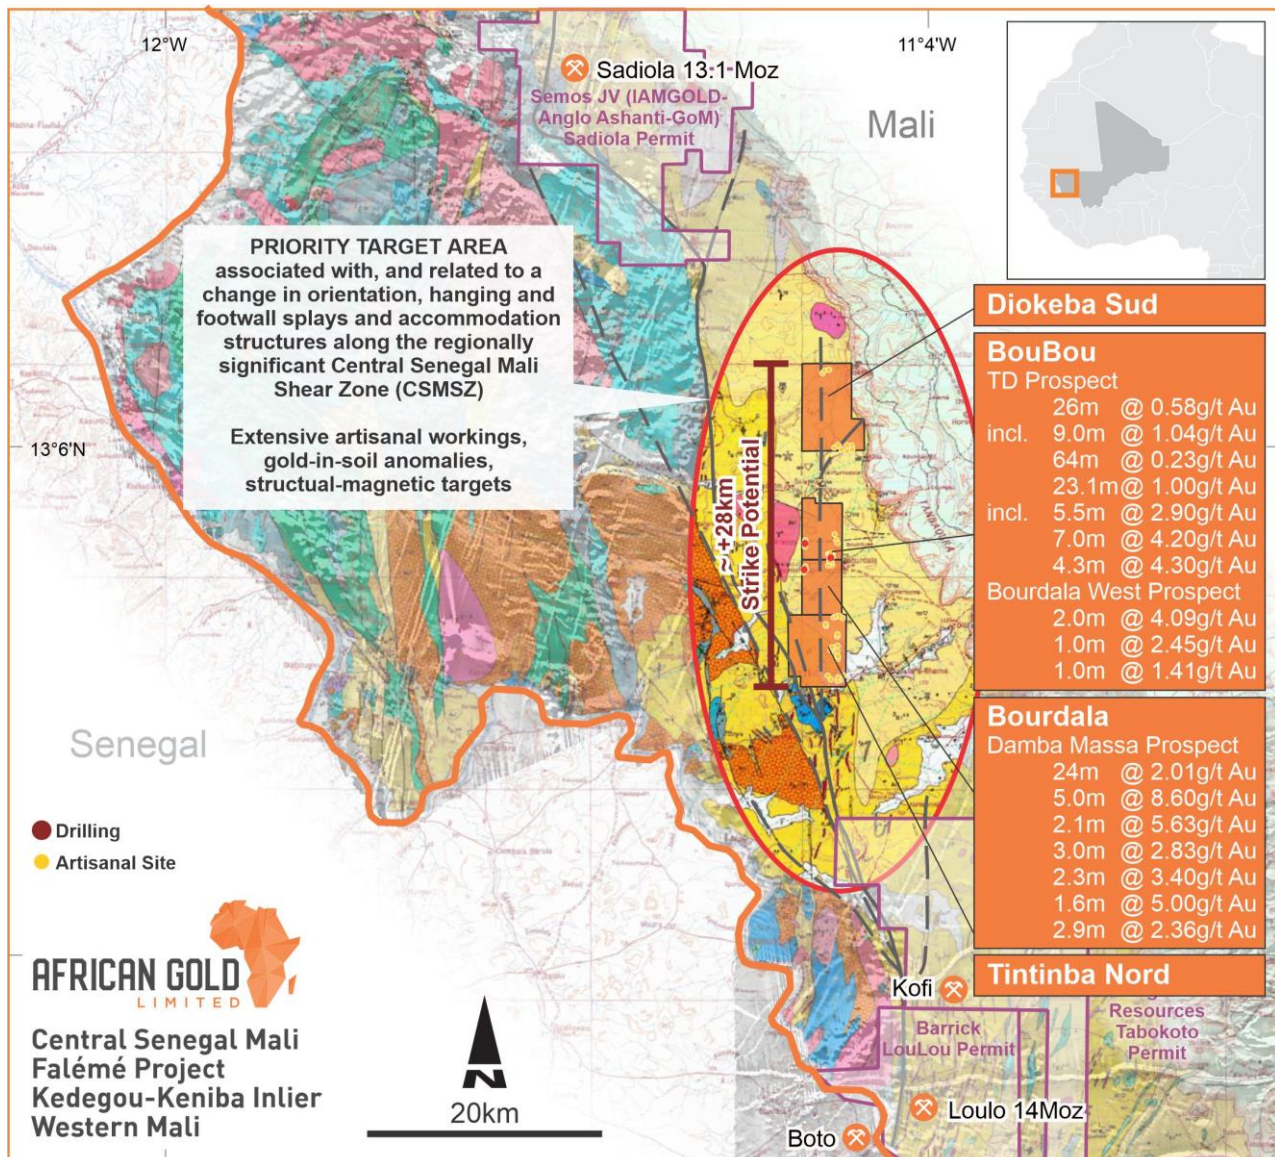 12°W
11°4'W
Sadiola 13.1 Moz
Semos JV (IAMGOLD-
Anglo Ashanti-GoM)
Sadiola Permit
Mali
PRIORITY TARGET AREA
associated with, and related to a
change in orientation, hanging and
footwall splays and accommodation
structures along the regionally
significant Central Senegal Mali
Shear Zone (CSMSZ)
Extensive artisanal workings,
gold-in-soil anomalies,
structual-magnetic targets
13°6'N
≈ +28km
Strike Potential
Diokeba Sud
BouBou
TD Prospect
26m @ 0.58g/t Au
incl. 9.0m @ 1.04g/t Au
64m @ 0.23g/t Au
23.1m @ 1.00g/t Au
incl. 5.5m @ 2.90g/t Au
7.0m @ 4.20g/t Au
4.3m @ 4.30g/t Au
Bourdala West Prospect
2.0m @ 4.09g/t Au
1.0m @ 2.45g/t Au
1.0m @ 1.41g/t Au
Bourdala
Damba Massa Prospect
24m @ 2.01g/t Au
5.0m @ 8.60g/t Au
2.1m @ 5.63g/t Au
3.0m @ 2.83g/t Au
2.3m @ 3.40g/t Au
1.6m @ 5.00g/t Au
2.9m @ 2.36g/t Au
Tintinba Nord
Senegal
Drilling
Artisanal Site
AFRICAN GOLD
LIMITED
Central Senegal Mali
Falémé Project
Kedegou-Keniba Inlier
Western Mali
N
20km
Kofi
Barrick
LouLou Permit
Resources
Tabokoto
Permit
Loulo 14Moz
Boto